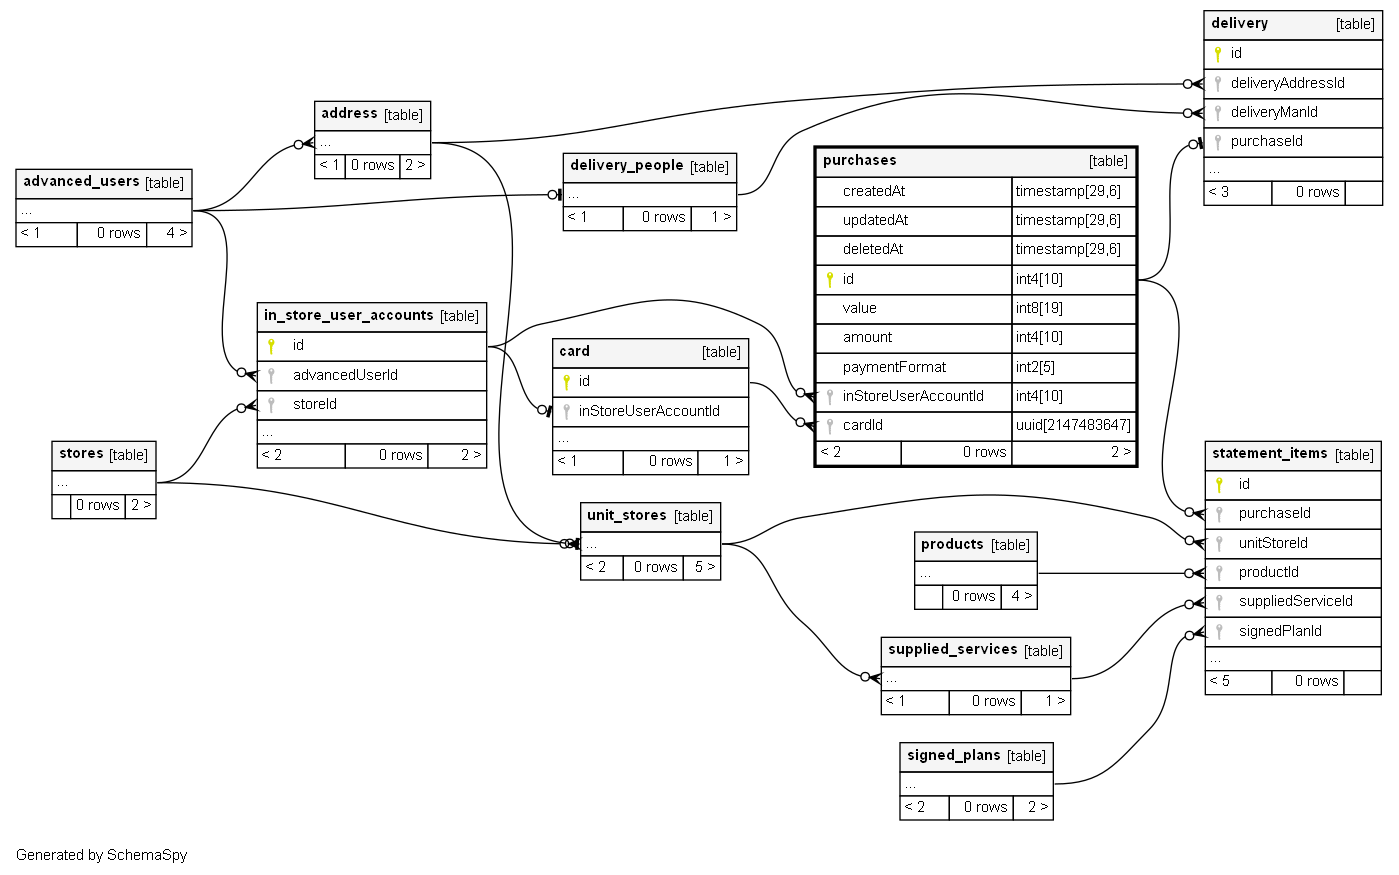 delivery [table]
id
deliveryAddressId
deliveryManId
purchaseId
...
< 3 0 rows
address [table]
...
< 1 0 rows 2 >
advanced_users [table]
...
< 1 0 rows 4 >
delivery_people [table]
...
< 1 0 rows 1 >
purchases [table]
createdAt timestamp[29,6]
updatedAt timestamp[29,6]
deletedAt timestamp[29,6]
id int4[10]
value int8[19]
amount int4[10]
paymentFormat int2[5]
inStoreUserAccountId int4[10]
cardId uuid[2147483647]
< 2 0 rows 2 >
in_store_user_accounts [table]
id
advancedUserId
storeId
...
< 2 0 rows 2 >
card [table]
id
inStoreUserAccountId
...
< 1 0 rows 1 >
stores [table]
...
0 rows 2 >
unit_stores [table]
...
< 2 0 rows 5 >
statement_items [table]
id
purchaseId
unitStoreId
productId
suppliedServiceId
signedPlanId
...
< 5 0 rows
products [table]
...
0 rows 4 >
supplied_services [table]
...
< 1 0 rows 1 >
signed_plans [table]
...
< 2 0 rows 2 >
Generated by SchemaSpy